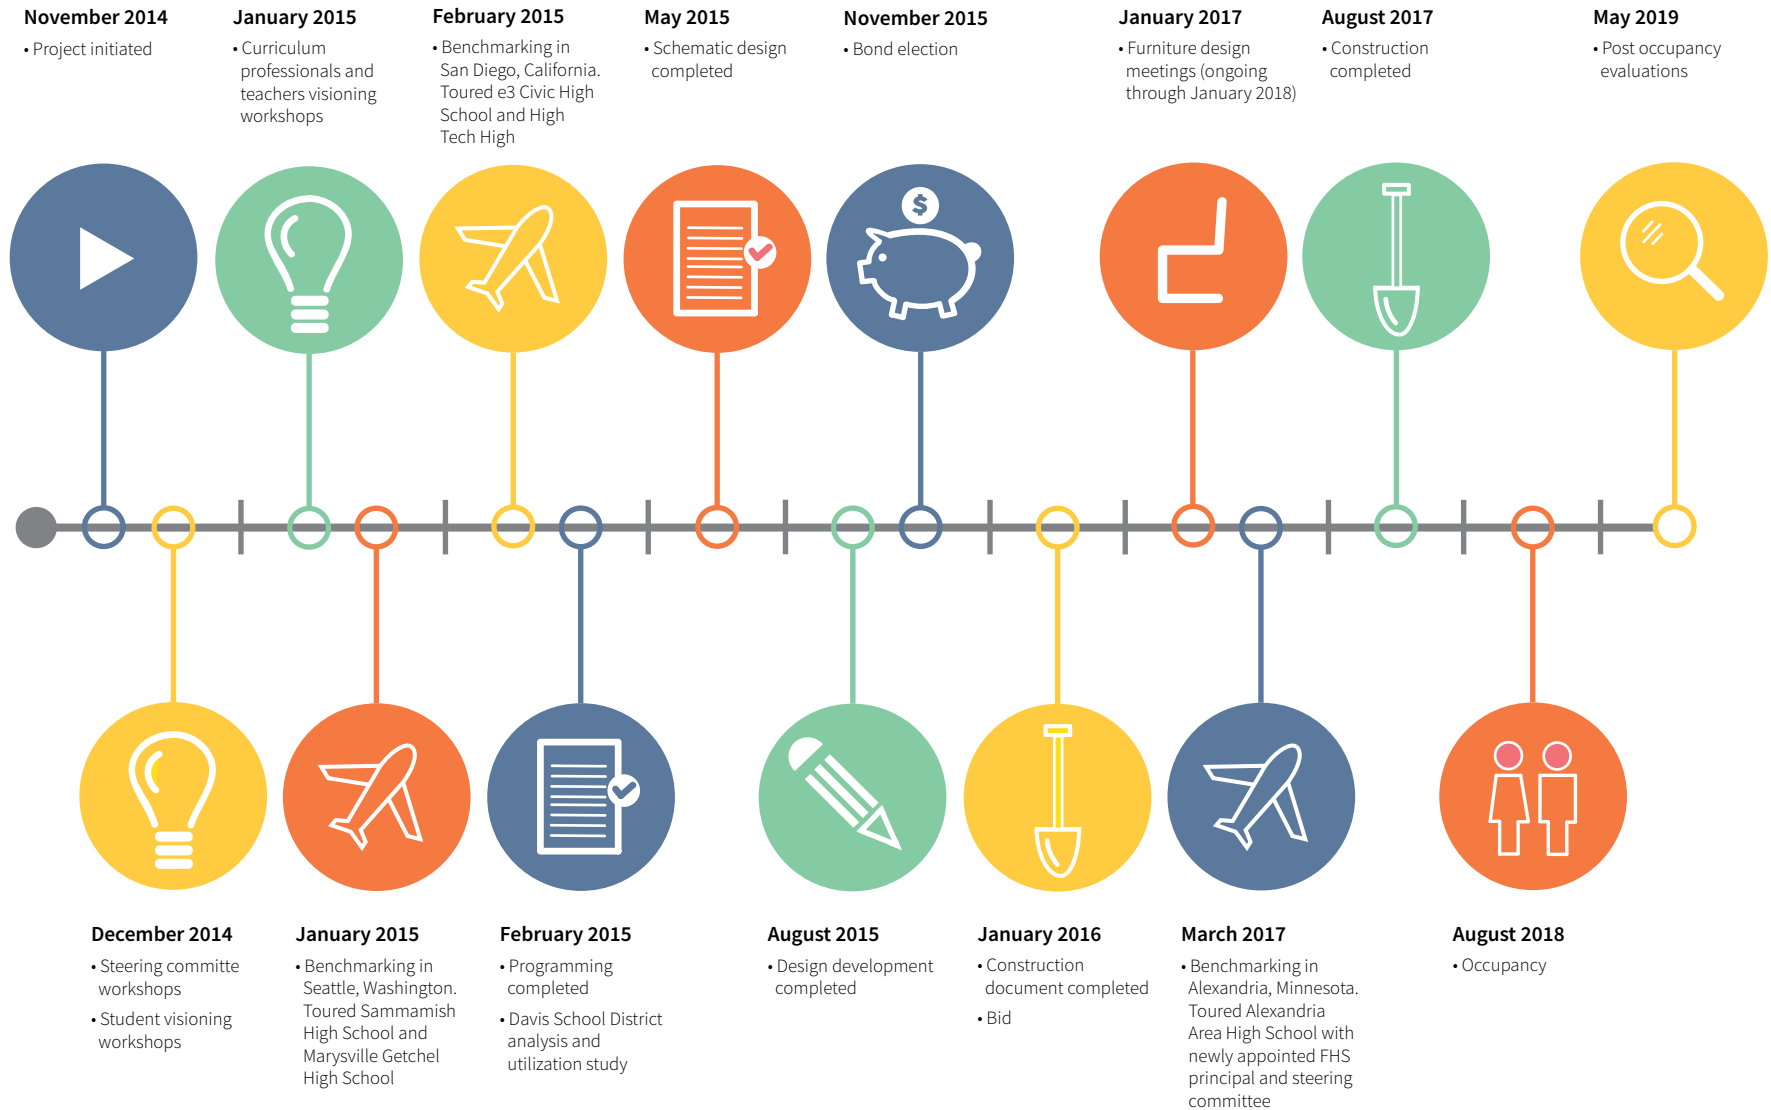 November 2014
• Project initiated
January 2015
• Curriculum
professionals and
teachers visioning
workshops
February 2015
• Benchmarking in
San Diego, California.
Toured e3 Civic High
School and High
Tech High
May 2015
• Schematic design
completed
November 2015
• Bond election
January 2017
• Furniture design
meetings (ongoing
through January 2018)
August 2017
• Construction
completed
May 2019
• Post occupancy
evaluations
$
December 2014
• Steering committe
workshops
• Student visioning
workshops
January 2015
• Benchmarking in
Seattle, Washington.
Toured Sammamish
High School and
Marysville Getchel
High School
February 2015
• Programming
completed
• Davis School District
analysis and
utilization study
August 2015
• Design development
completed
January 2016
• Construction
document completed
• Bid
March 2017
• Benchmarking in
Alexandria, Minnesota.
Toured Alexandria
Area High School with
newly appointed FHS
principal and steering
committee
August 2018
• Occupancy